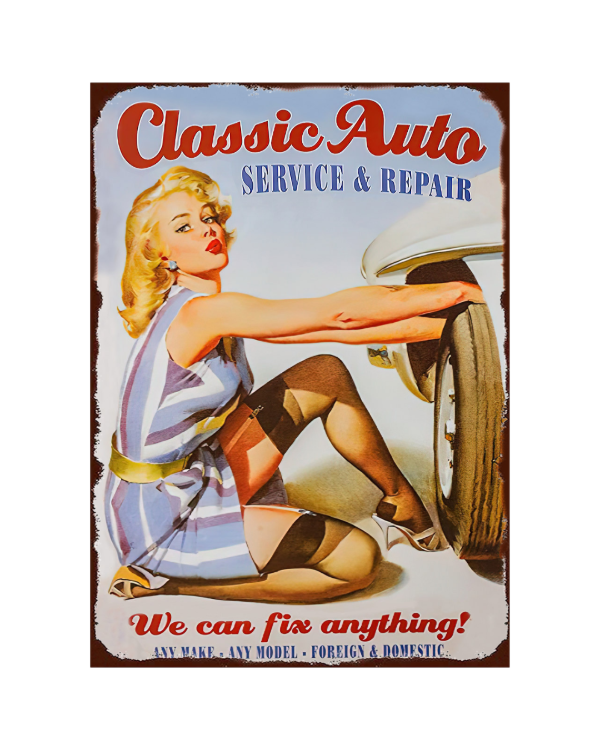 Classic Auto
SERVICE & REPAIR
We can fix anything!
ANY MAKE - ANY MODEL - FOREIGN & DOMESTIC